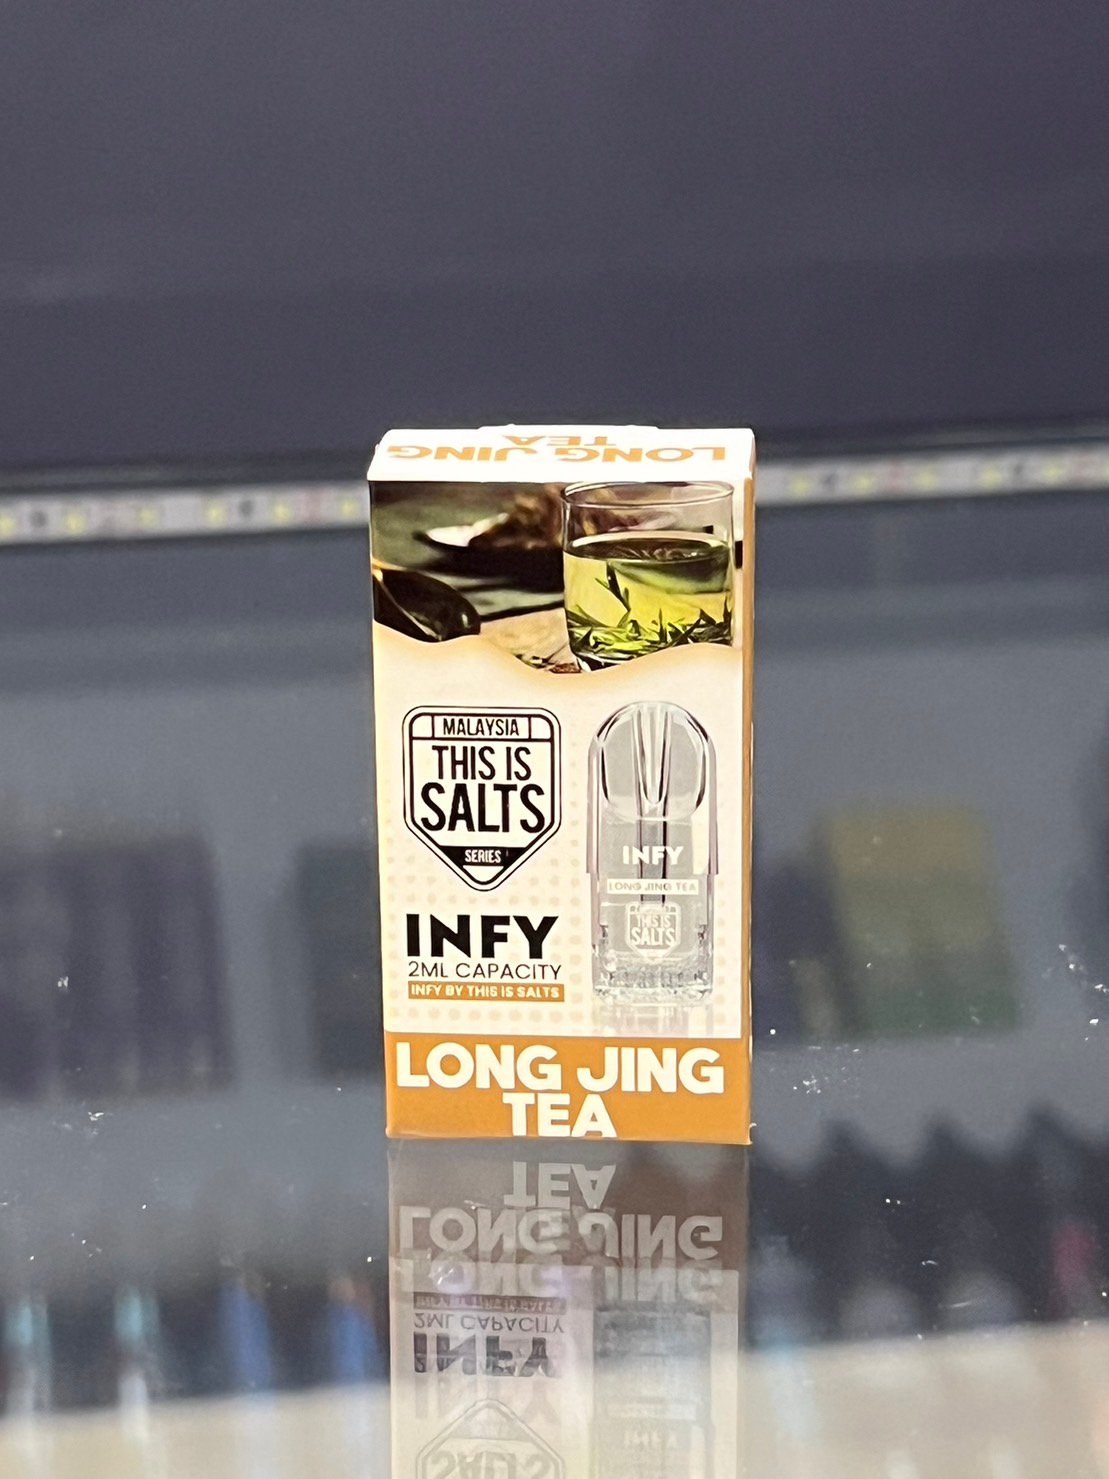 LONG JING
TEA
MALAYSIA
THIS IS
SALTS
SERIES
INFY
2ML CAPACITY
INFY BY THIS IS SALTS
INFY
LONG JING TEA
THIS IS
SALTS
LONG JING
TEA